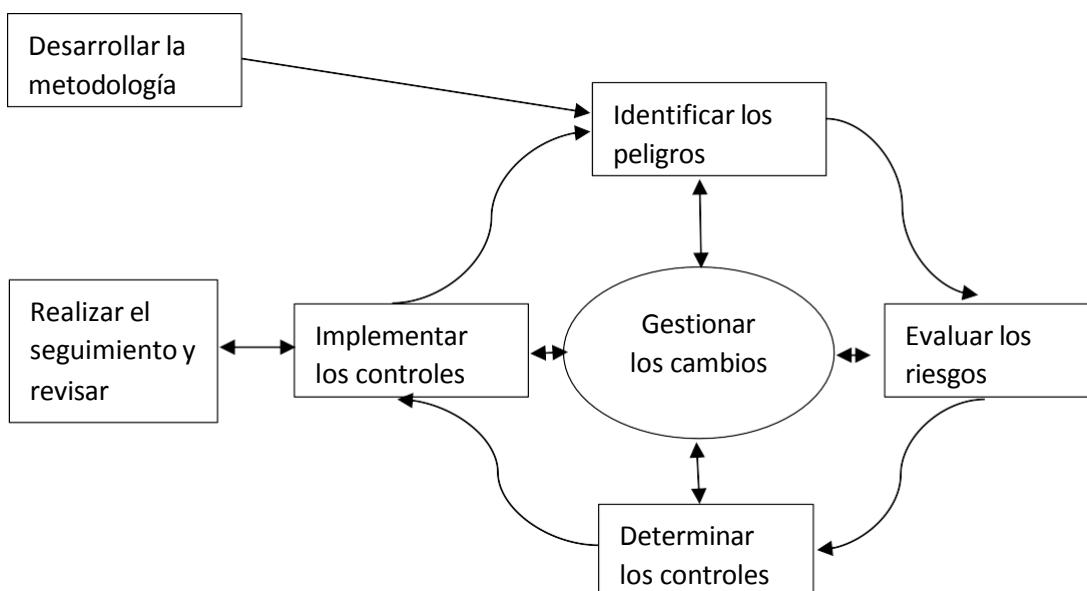 Desarrollar la
metodología
Identificar los
peligros
Realizar el
seguimiento y
revisar
Implementar
los controles
Gestionar
los cambios
Evaluar los
riesgos
Determinar
los controles